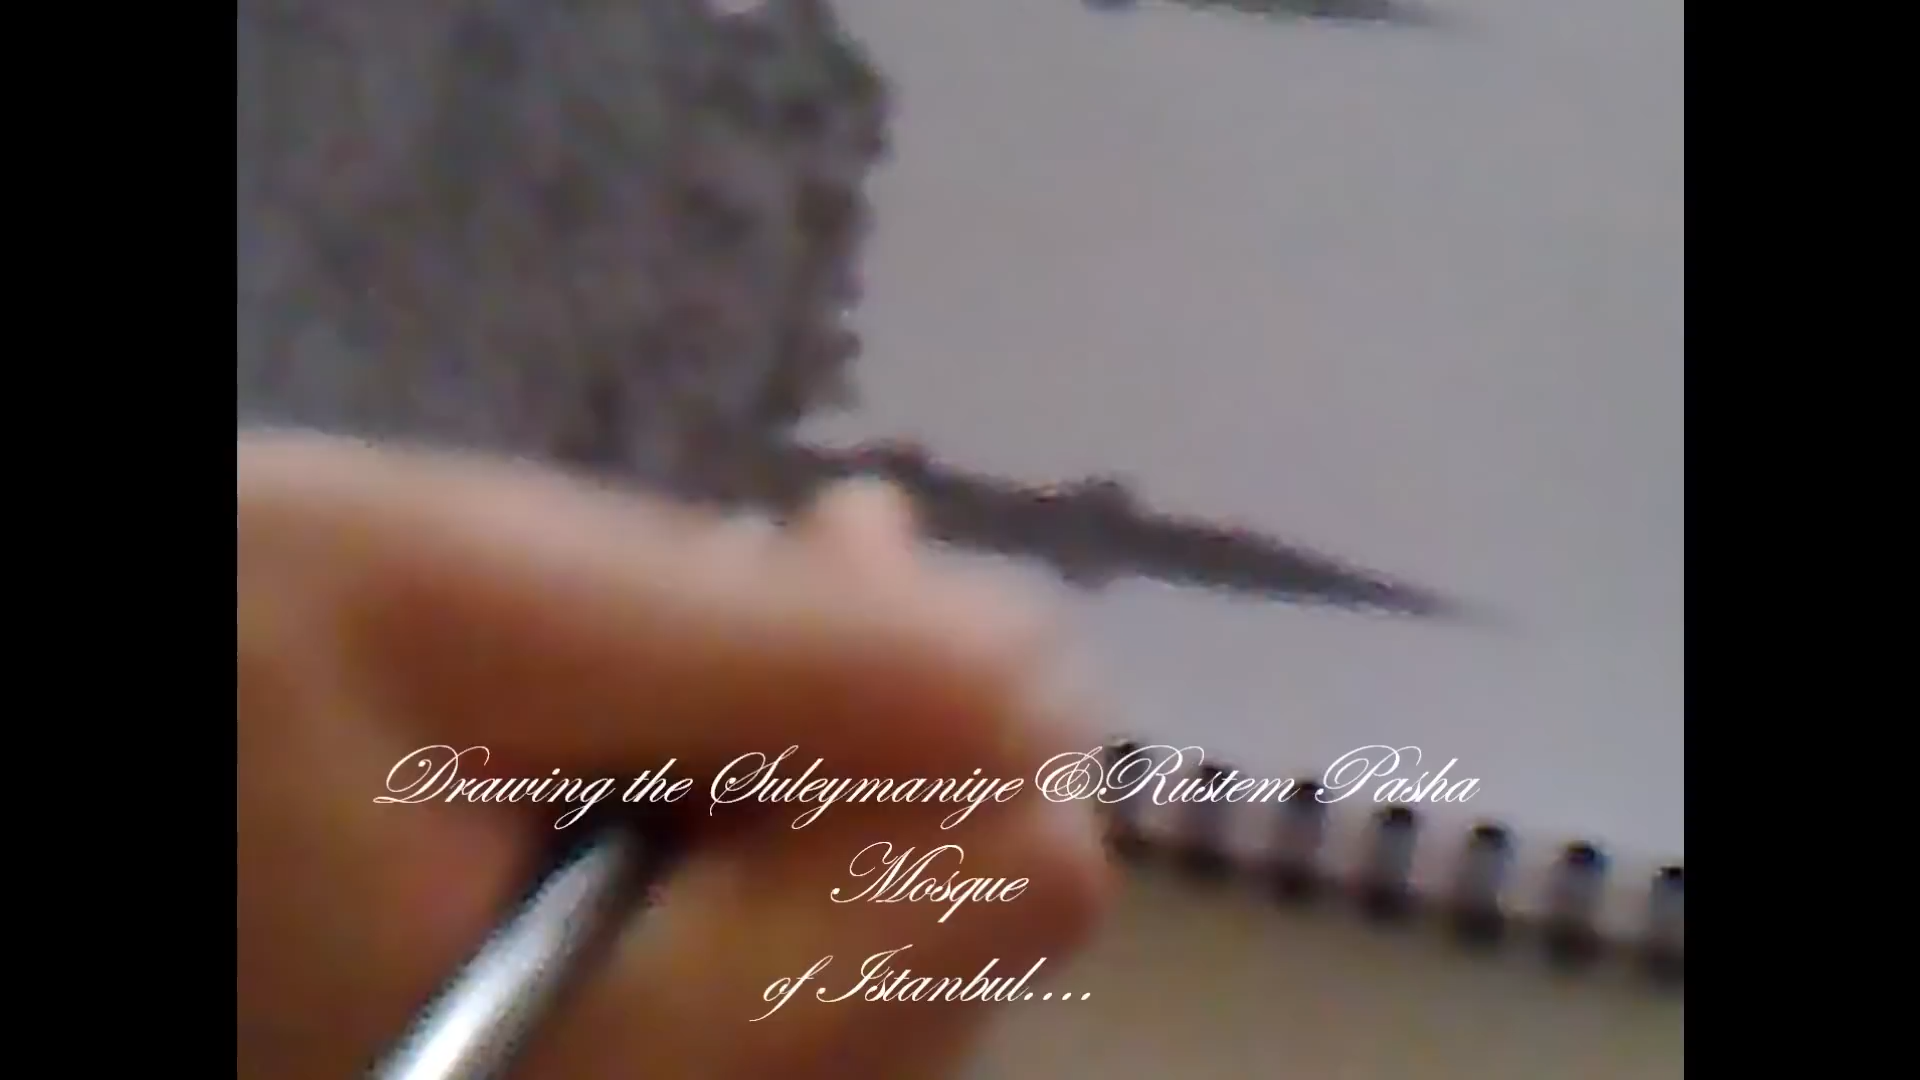 Drawing the Suleymaniye &Rustem Pasha
Mosque
of Istanbul....